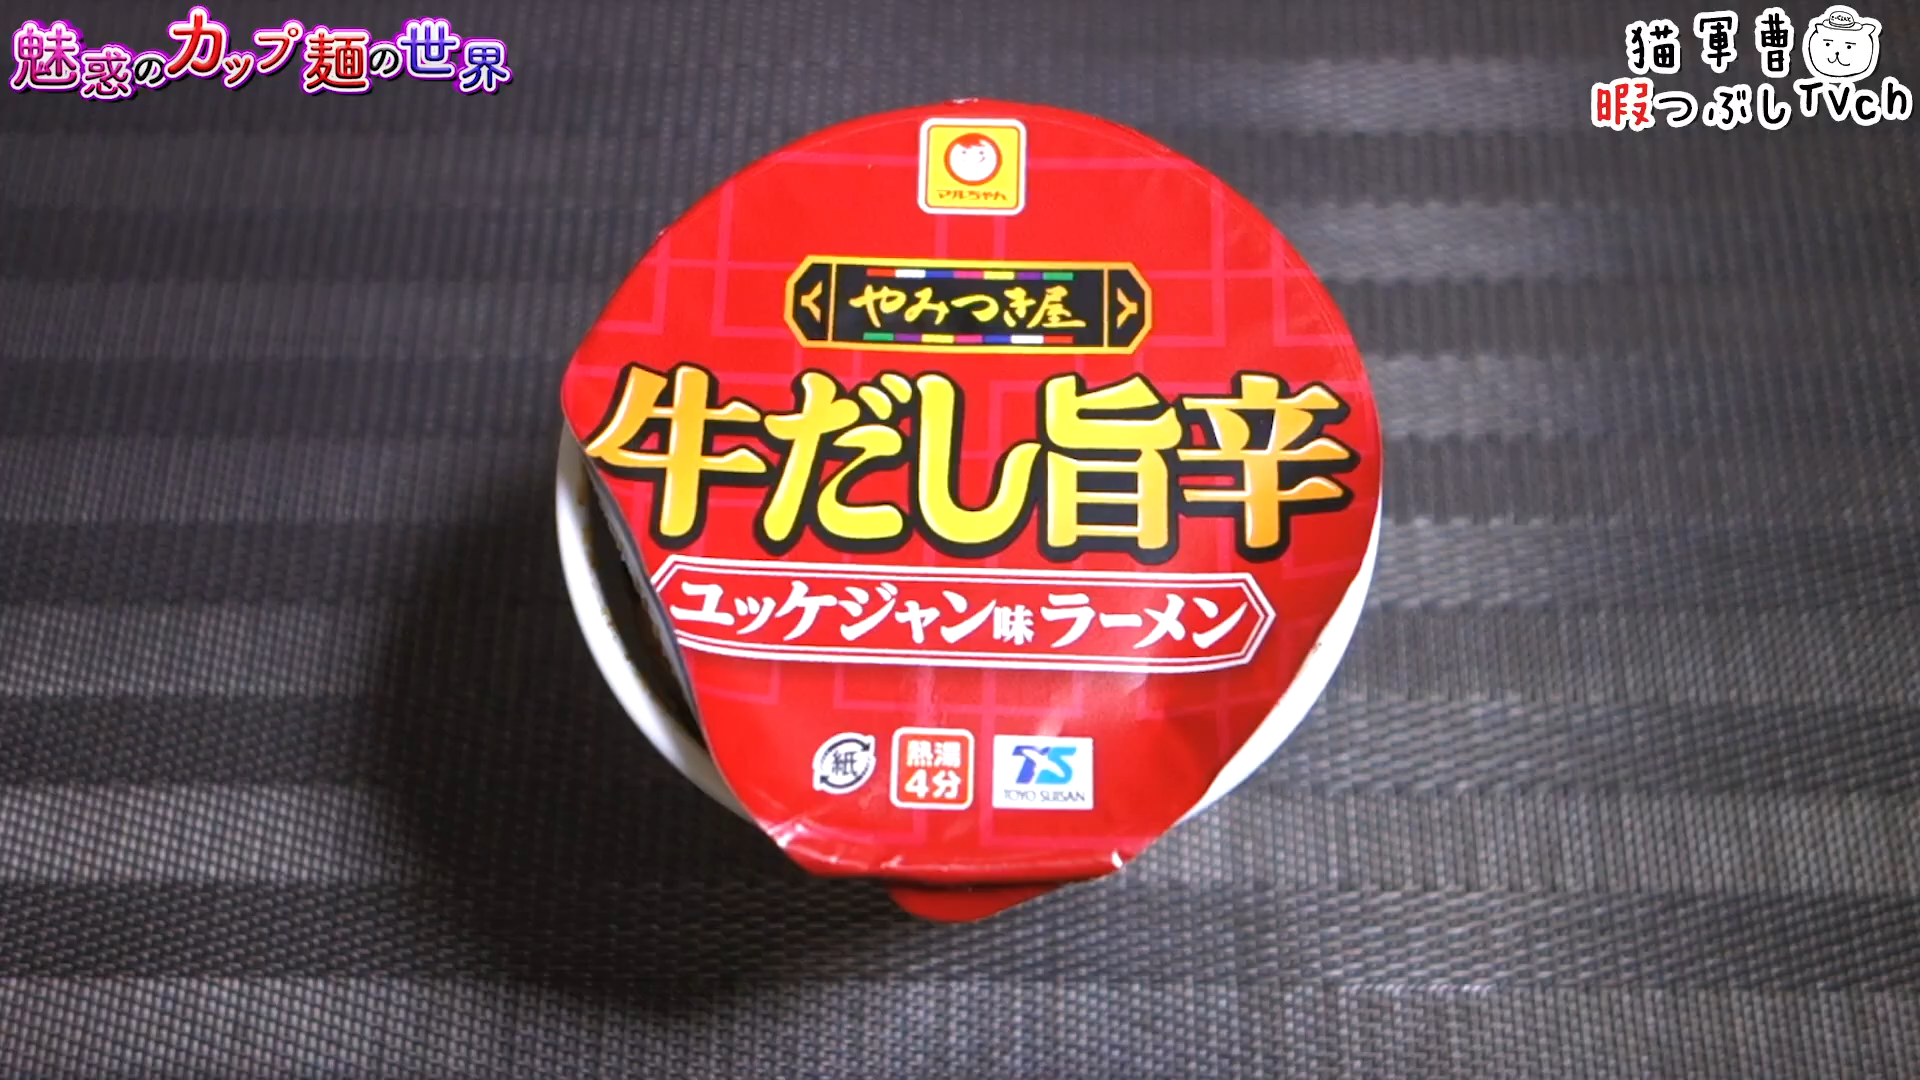 魅惑のカップ麺の世界
猫軍曹
暇つぶしTVch
マルちゃん
やみつき屋
牛だし旨辛
ユッケジャン味ラーメン
紙
熱湯
4分
TS
TOYO SUISAN